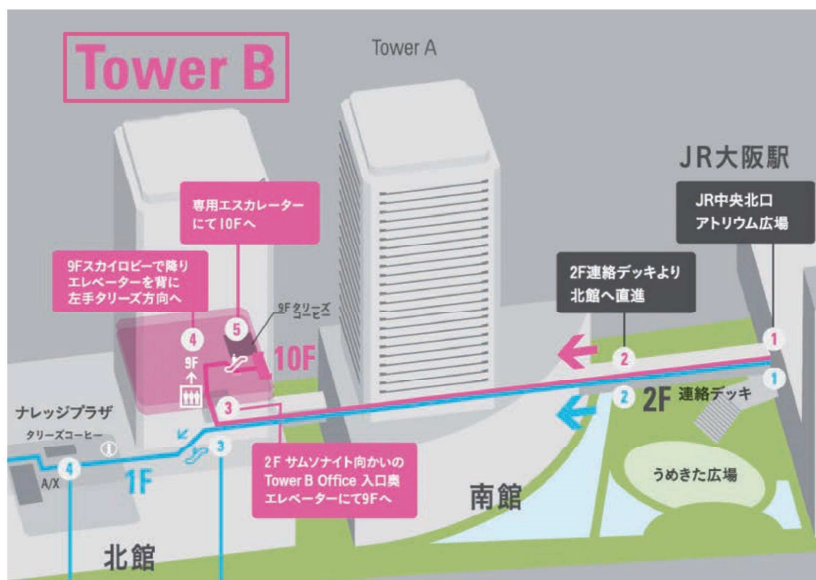 Tower B
Tower A
JR大阪駅
JR中央北口
アトリウム広場
専用エスカレーター
にて10Fへ
9Fスカイロビーで降り
エレベーターを背に
左手タリーズ方向へ
2F連絡デッキより
北館へ直進
9Fタリーズ
コーヒー
1
5
4
9F
10F
2
1
2
2F
連絡デッキ
3
ナレッジプラザ
タリーズコーヒー
i
3
4
A/X
1F
2F サムソナイト向かいの
Tower B Office 入口奥
エレベーターにて9Fへ
うめきた広場
南館
北館